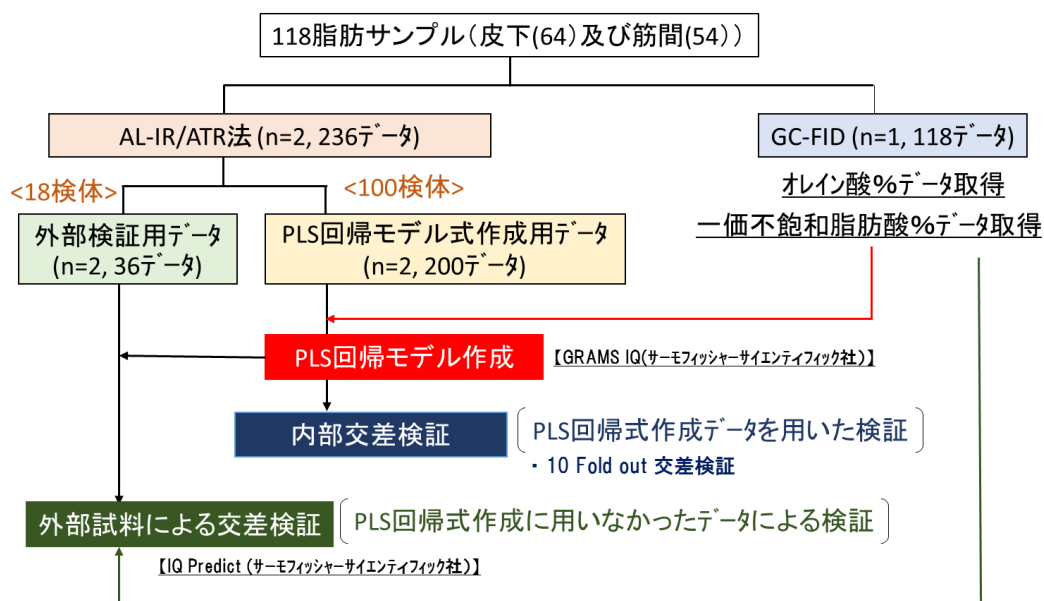 118脂肪サンプル(皮下(64)及び筋間(54))
AL-IR/ATR法 (n=2, 236ﾃﾞｰﾀ)
GC-FID (n=1, 118ﾃﾞｰﾀ)
<18検体>
<100検体>
ｵﾚｲﾝ酸%ﾃﾞｰﾀ取得
一価不飽和脂肪酸%ﾃﾞｰﾀ取得
外部検証用ﾃﾞｰﾀ
(n=2, 36ﾃﾞｰﾀ)
PLS回帰モデル式作成用ﾃﾞｰﾀ
(n=2, 200ﾃﾞｰﾀ)
PLS回帰モデル作成
【GRAMS IQ(ｻｰﾓﾌｨｯｼｬｰｻｲｴﾝﾃｨﾌｨｯｸ社)】
内部交差検証
PLS回帰式作成ﾃﾞｰﾀを用いた検証
・ 10 Fold out 交差検証
外部試料による交差検証
PLS回帰式作成に用いなかったﾃﾞｰﾀによる検証
【IQ Predict (ｻｰﾓﾌｨｯｼｬｰｻｲｴﾝﾃｨﾌｨｯｸ社)】